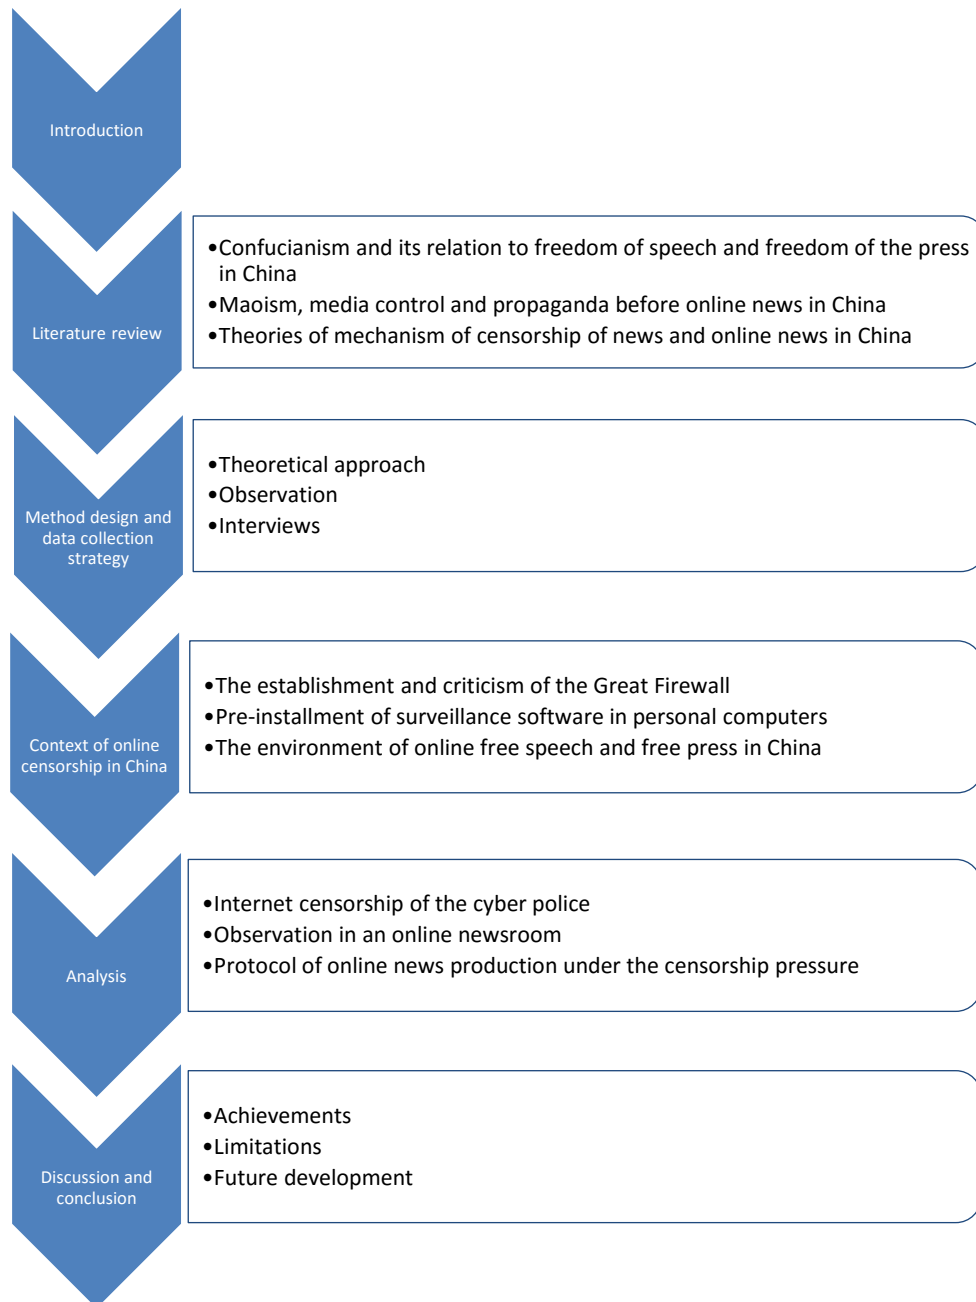 Introduction
Literature review
•Confucianism and its relation to freedom of speech and freedom of the press
in China
•Maoism, media control and propaganda before online news in China
•Theories of mechanism of censorship of news and online news in China
Method design and
data collection
strategy
•Theoretical approach
•Observation
•Interviews
Context of online
censorship in China
•The establishment and criticism of the Great Firewall
•Pre-installment of surveillance software in personal computers
•The environment of online free speech and free press in China
Analysis
•Internet censorship of the cyber police
•Observation in an online newsroom
•Protocol of online news production under the censorship pressure
Discussion and
conclusion
•Achievements
•Limitations
•Future development